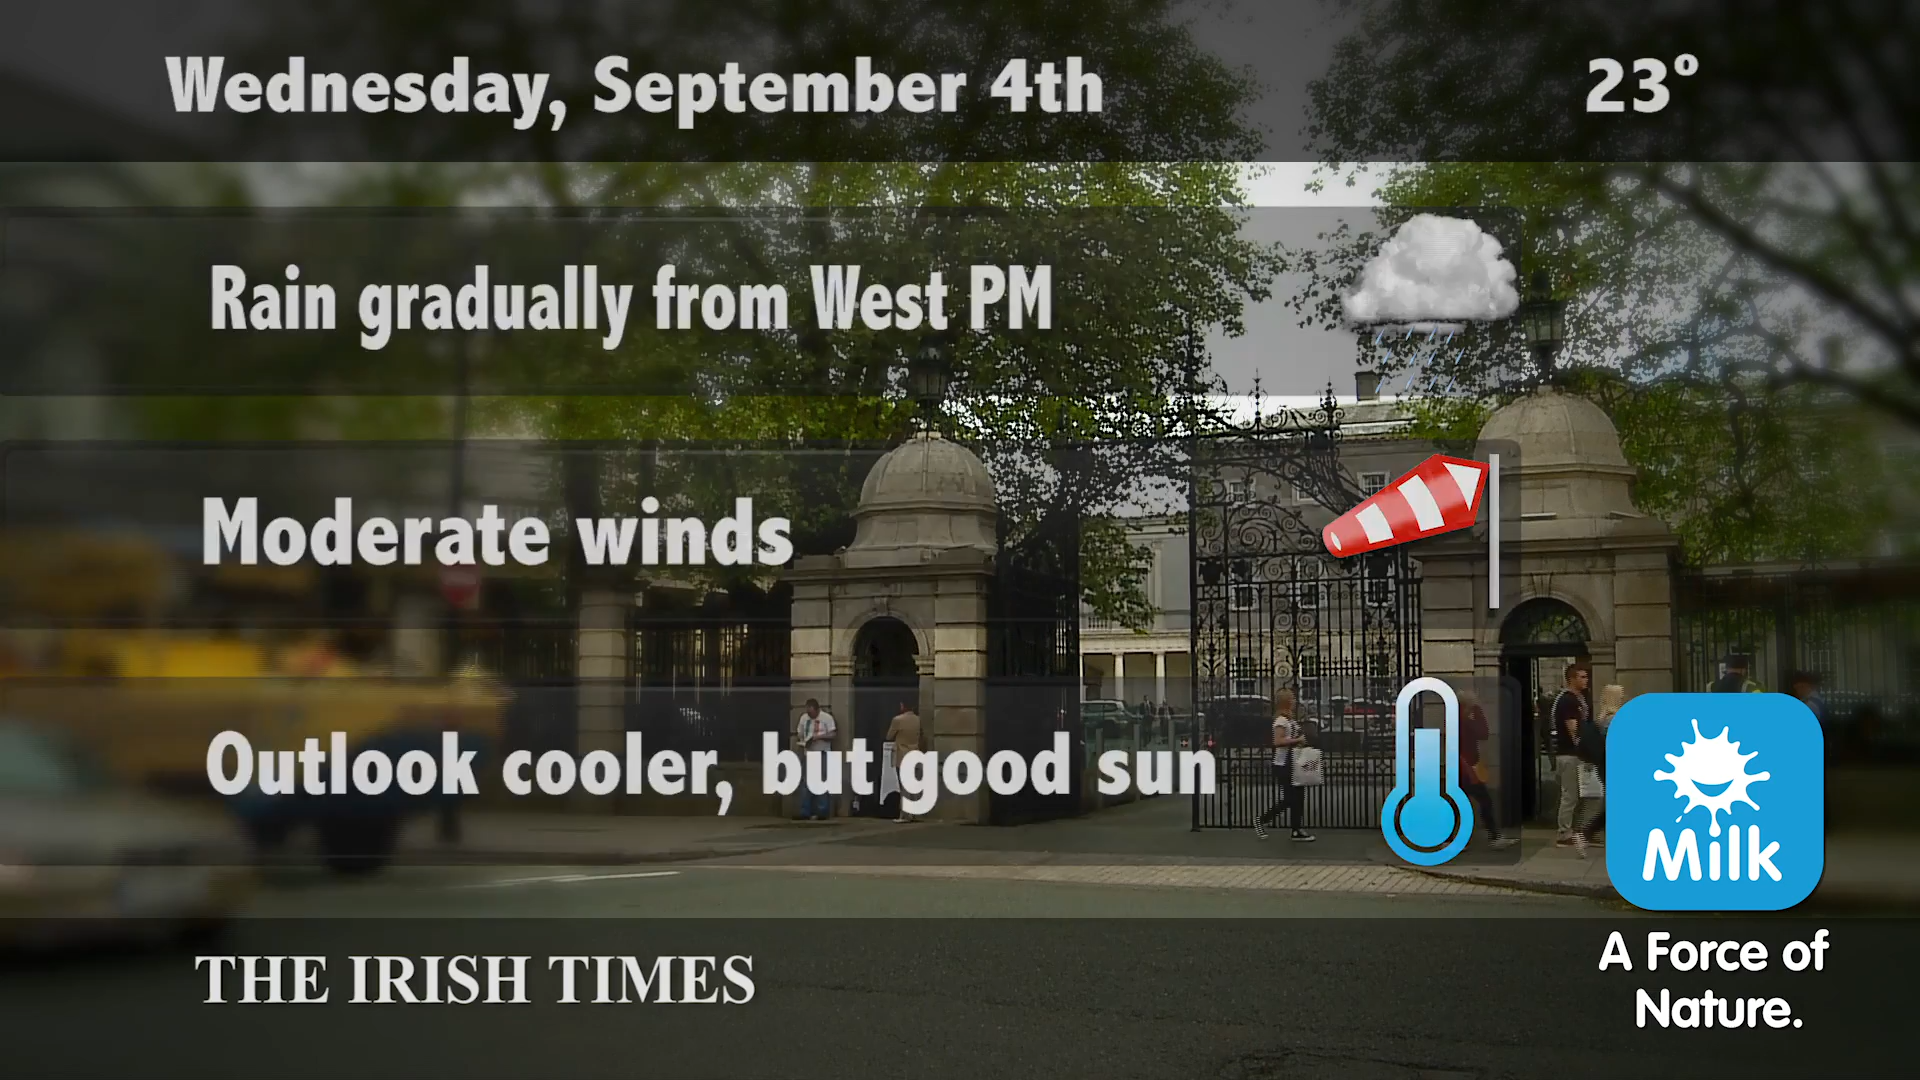 Wednesday, September 4th
23°
Rain gradually from West PM
Moderate winds
Outlook cooler, but good sun
Milk
A Force of
Nature.
THE IRISH TIMES